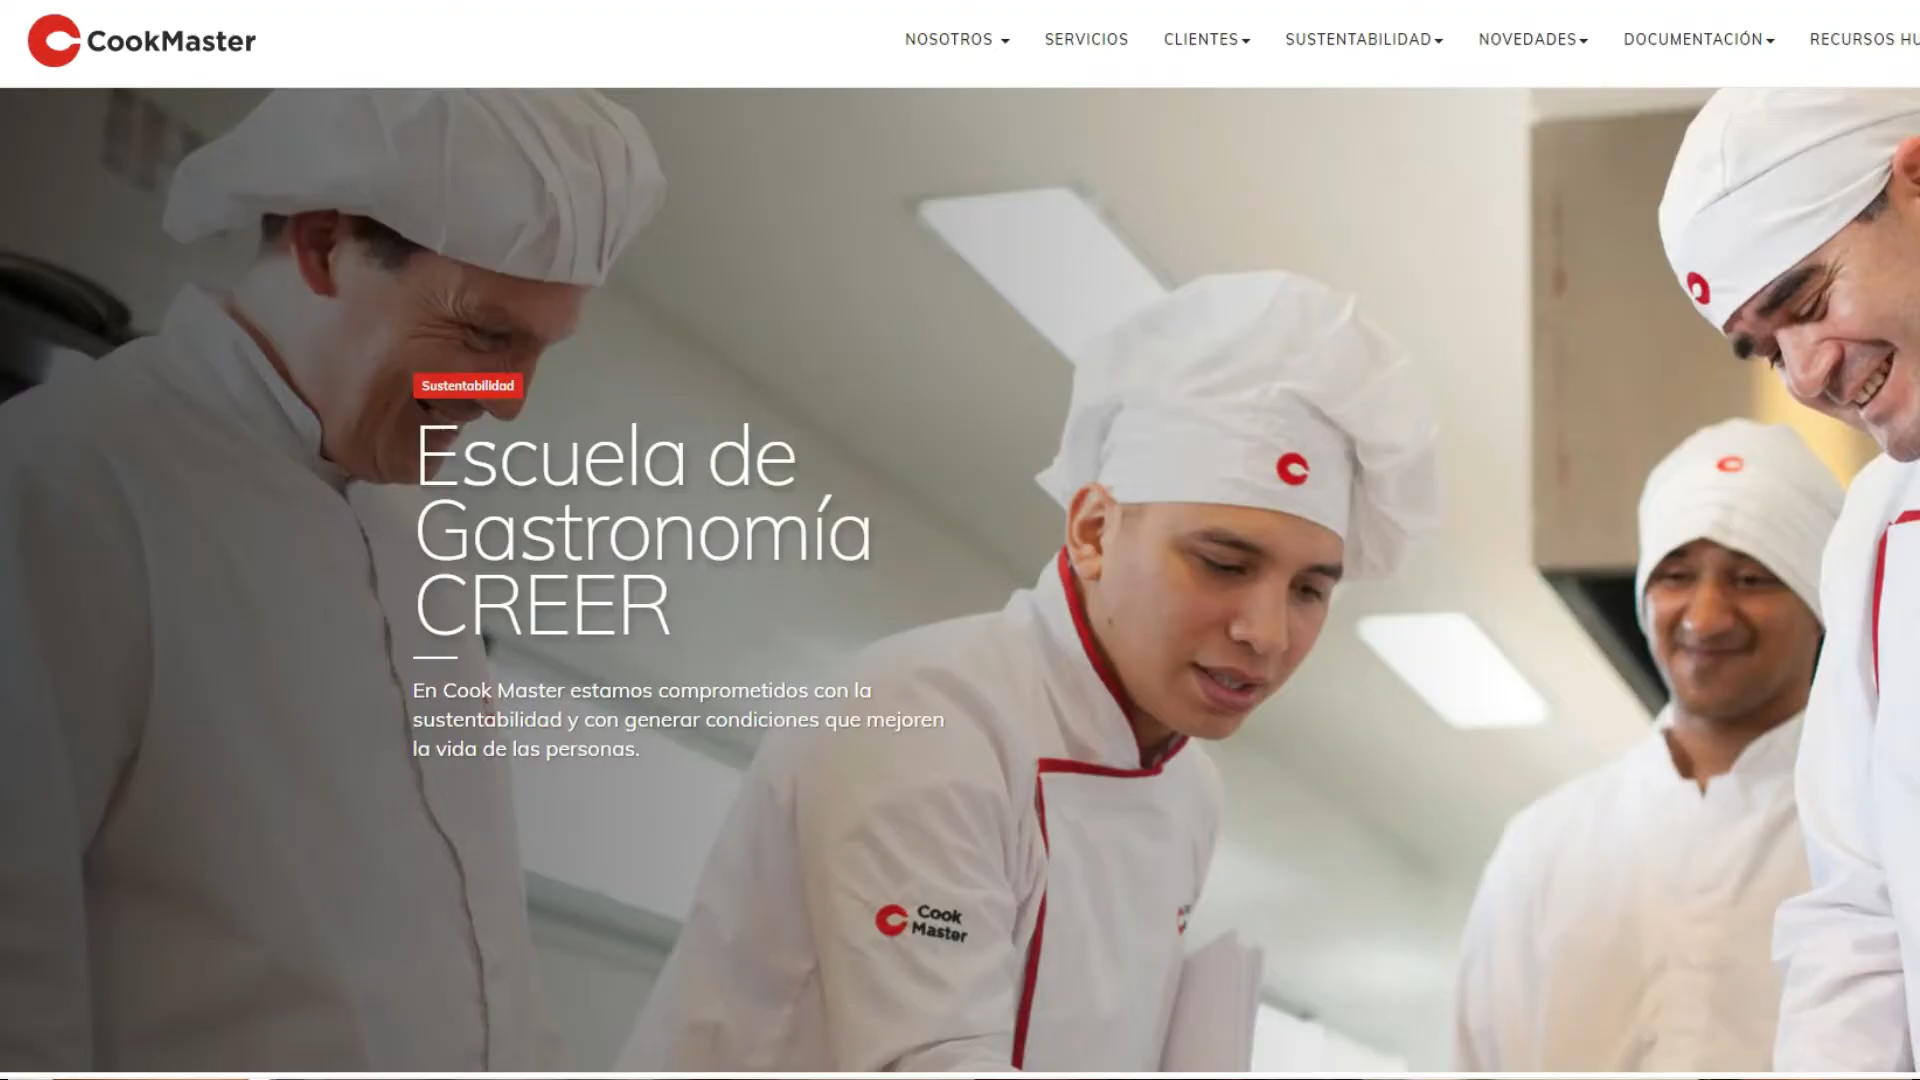 CookMaster
NOSOTROS
SERVICIOS
CLIENTES
SUSTENTABILIDAD
NOVEDADES
DOCUMENTACIÓN
RECURSOS HU
Sustentabilidad
Escuela de
Gastronomía
CREER
En Cook Master estamos comprometidos con la
sustentabilidad y con generar condiciones que mejoren
la vida de las personas.
Cook
Master